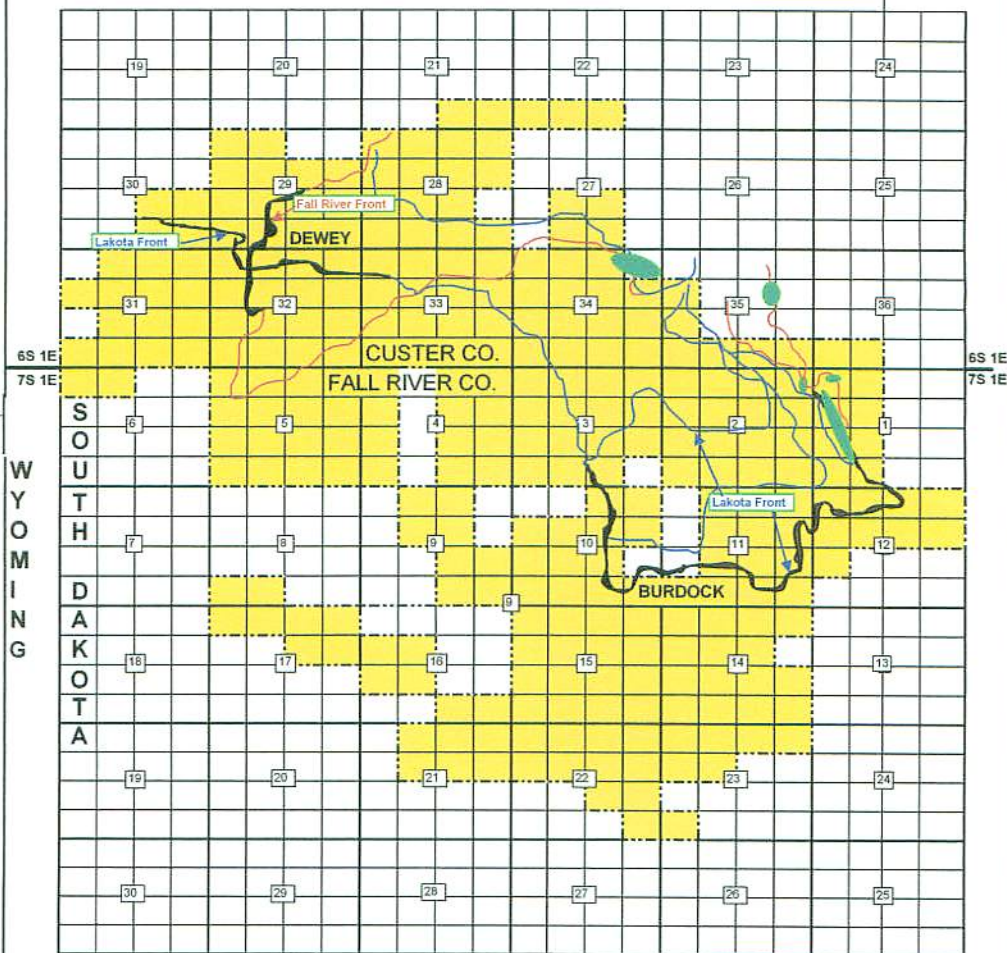 19 20 21 22 23 24
30 29 28 27 26 25
Fall River Front
Lakota Front
DEWEY
31 32 33 34 35 36
CUSTER CO.
6S 1E 6S 1E
7S 1E 7S 1E
FALL RIVER CO.
6 5 4 3 2 1
WYOMING
SOUTH DAKOTA
Lakota Front
7 8 9 10 11 12
BURDOCK
9
18 17 16 15 14 13
19 20 21 22 23 24
30 29 28 27 26 25